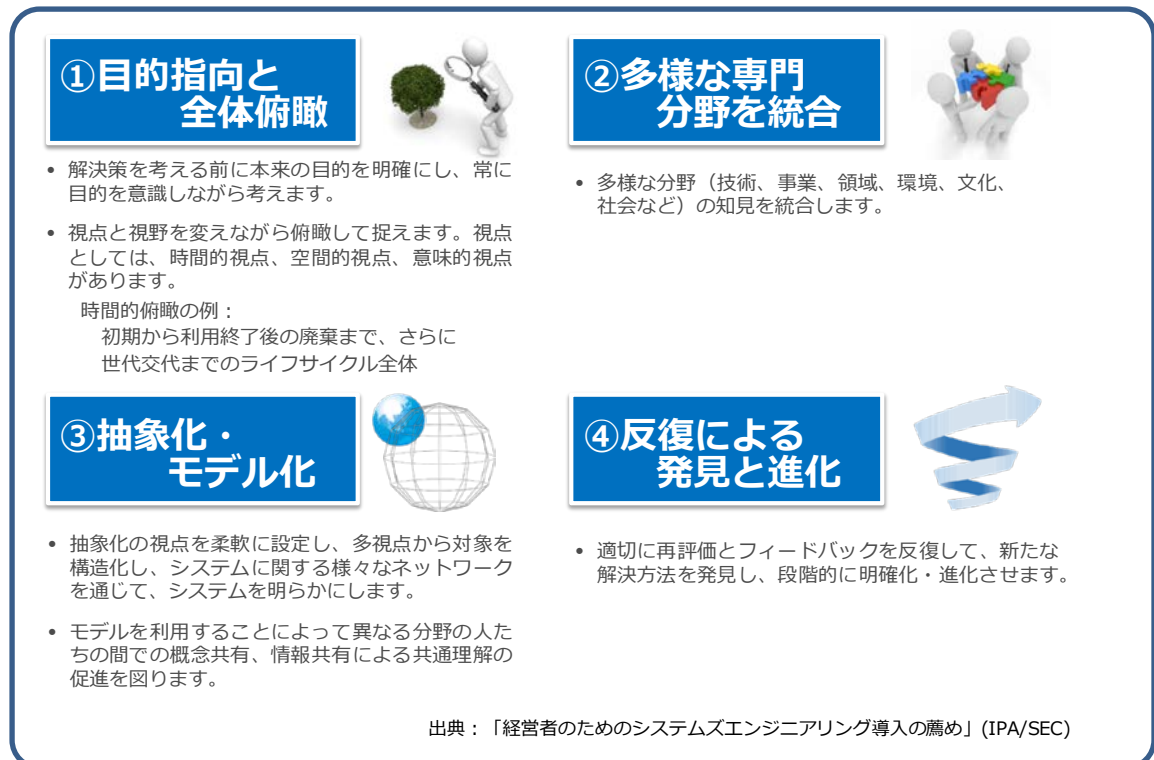 ①目的指向と
全体俯瞰
• 解決策を考える前に本来の目的を明確にし、常に
目的を意識しながら考えます。
• 視点と視野を変えながら俯瞰して捉えます。視点
としては、時間的視点、空間的視点、意味的視点
があります。
時間的俯瞰の例：
初期から利用終了後の廃棄まで、さらに
世代交代までのライフサイクル全体
②多様な専門
分野を統合
• 多様な分野（技術、事業、領域、環境、文化、
社会など）の知見を統合します。
③抽象化・
モデル化
• 抽象化の視点を柔軟に設定し、多視点から対象を
構造化し、システムに関する様々なネットワーク
を通じて、システムを明らかにします。
• モデルを利用することによって異なる分野の人た
ちの間での概念共有、情報共有による共通理解の
促進を図ります。
④反復による
発見と進化
• 適切に再評価とフィードバックを反復して、新たな
解決方法を発見し、段階的に明確化・進化させます。
出典：「経営者のためのシステムズエンジニアリング導入の薦め」(IPA/SEC)